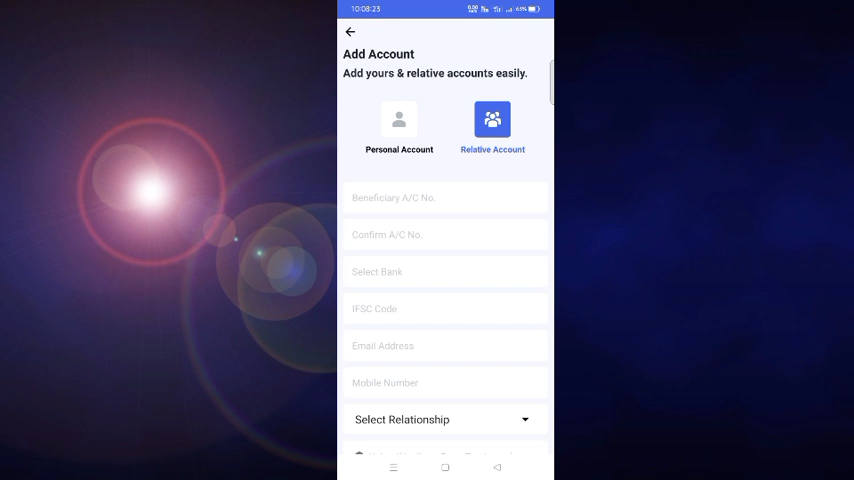 10:08:23
65%
Add Account
Add yours & relative accounts easily.
Personal Account
Relative Account
Beneficiary A/C No.
Confirm A/C No.
Select Bank
IFSC Code
Email Address
Mobile Number
Select Relationship